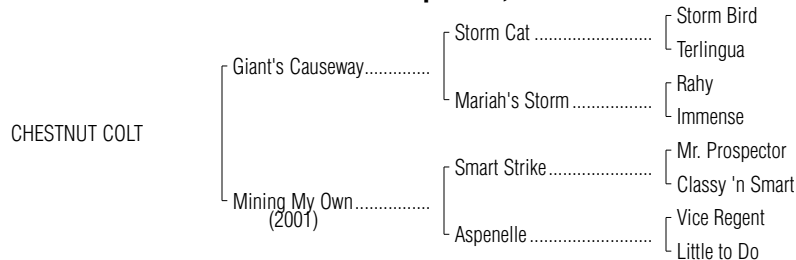 Storm Bird
Storm Cat ........................
Terlingua
Giant's Causeway..............
Rahy
Mariah's Storm .................
Immense
CHESTNUT COLT
Mr. Prospector
Smart Strike......................
Classy 'n Smart
Mining My Own................
(2001)
Vice Regent
Aspenelle .........................
Little to Do